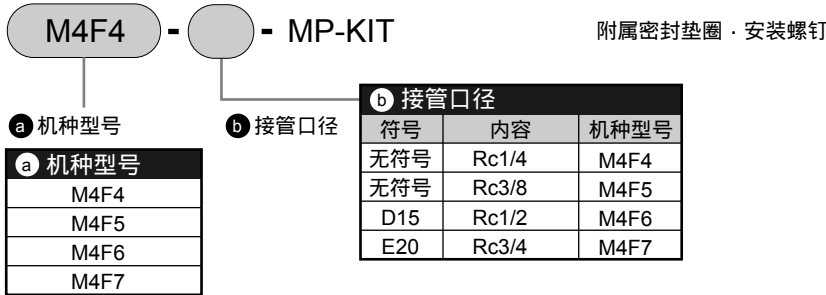 M4F4 - - MP-KIT 附属密封垫圈 · 安装螺钉
a 机种型号
b 接管口径
a 机种型号
M4F4
M4F5
M4F6
M4F7
b 接管口径
符号 内容 机种型号
无符号 Rc1/4 M4F4
无符号 Rc3/8 M4F5
D15 Rc1/2 M4F6
E20 Rc3/4 M4F7